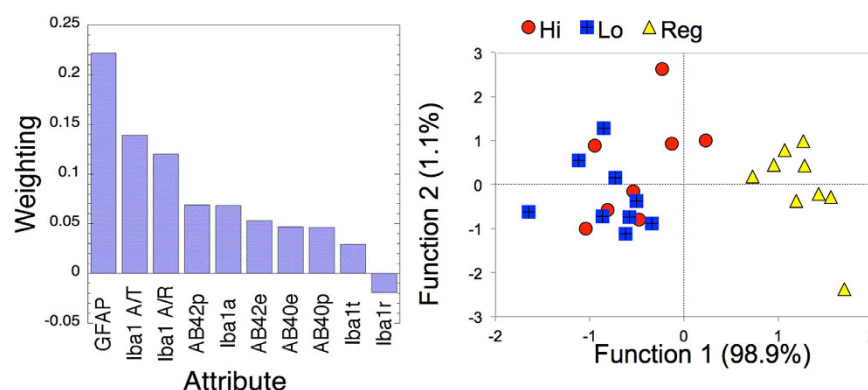 0.25
0.2
0.15
0.1
0.05
0
-0.05
Weighting
GFAP
Iba1 A/T
Iba1 A/R
AB42p
Iba1a
AB42e
AB40e
AB40p
Iba1t
Iba1r
Attribute
Hi Lo Reg
3
2
1
0
-1
-2
-3
Function 2 (1.1%)
-2 -1 0 1 2
Function 1 (98.9%)